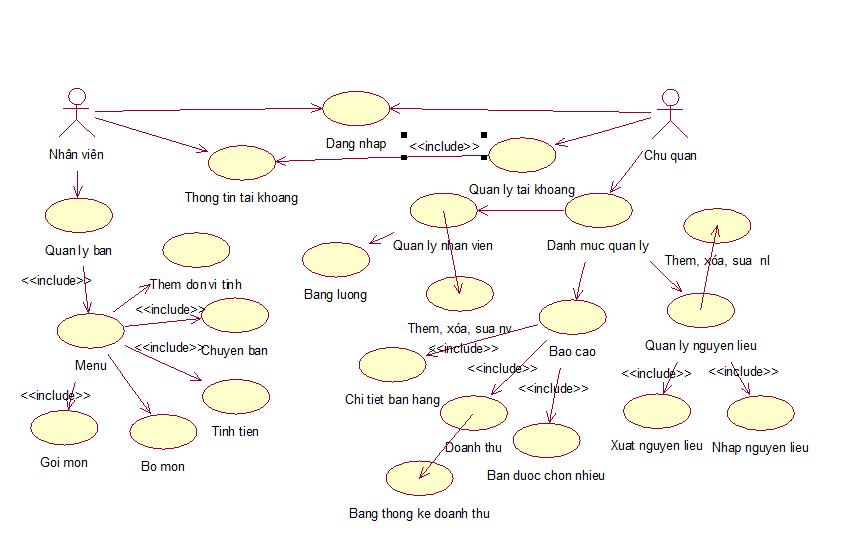 Nhân viên
Dang nhap
<<include>>
Chu quan
Thong tin tai khoang
Quan ly tai khoang
Quan ly ban
Quan ly nhan vien
Danh muc quan ly
Them, xóa, sua nl
<<include>>
Them don vi tinh
Bang luong
<<include>>
Chuyen ban
Them, xóa, sua nv
<<include>>
<<include>>
Menu
Bao cao
Quan ly nguyen lieu
<<include>>
<<include>>
<<include>>
<<include>>
<<include>>
Chi tiet ban hang
Tinh tien
Goi mon
Bo mon
Doanh thu
Ban duoc chon nhieu
Xuat nguyen lieu
Nhap nguyen lieu
Bang thong ke doanh thu